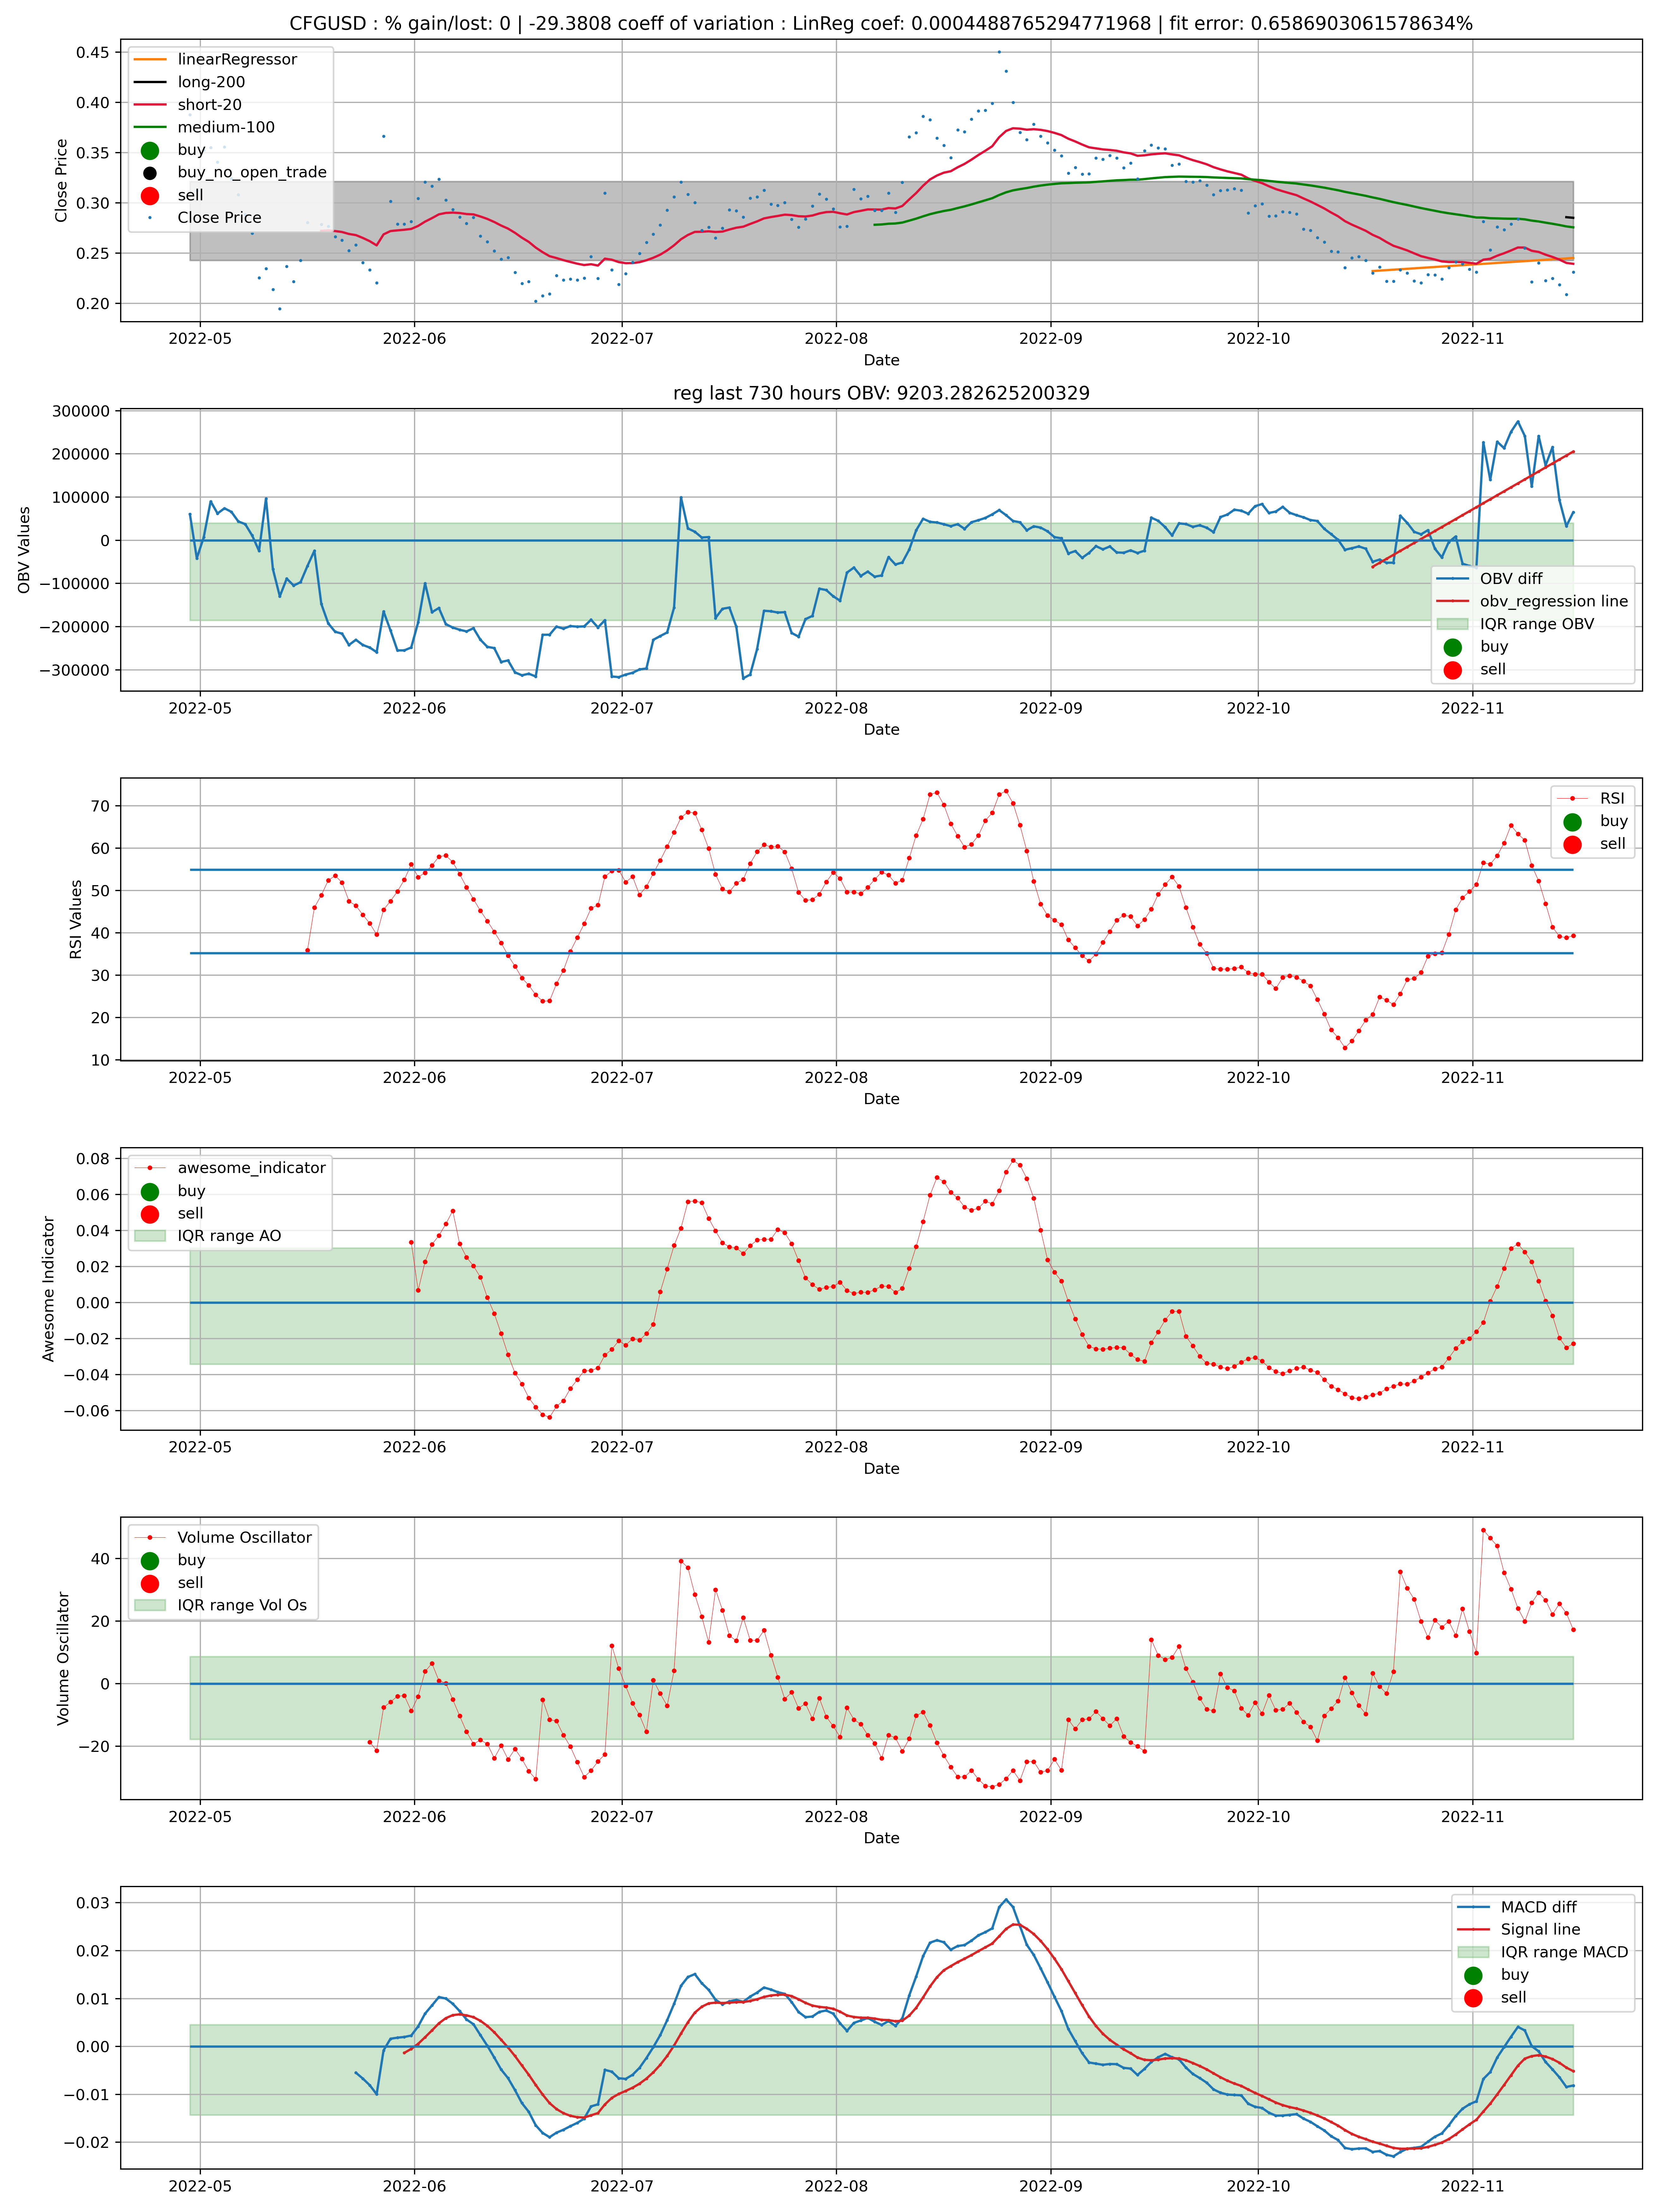 CFGUSD : % gain/lost: 0 | -29.3808 coeff of variation : LinReg coef: 0.0004488765294771968 | fit error: 0.6586903061578634%
linearRegressor
long-200
short-20
medium-100
buy
buy_no_open_trade
sell
Close Price
Close Price
0.45
0.40
0.35
0.30
0.25
0.20
2022-05 2022-06 2022-07 2022-08 2022-09 2022-10 2022-11
Date
reg last 730 hours OBV: 9203.282625200329
OBV Values
300000
200000
100000
0
−100000
−200000
−300000
OBV diff
obv_regression line
IQR range OBV
buy
sell
2022-05 2022-06 2022-07 2022-08 2022-09 2022-10 2022-11
Date
RSI Values
70
60
50
40
30
20
10
RSI
buy
sell
2022-05 2022-06 2022-07 2022-08 2022-09 2022-10 2022-11
Date
Awesome Indicator
0.08
0.06
0.04
0.02
0.00
−0.02
−0.04
−0.06
awesome_indicator
buy
sell
IQR range AO
2022-05 2022-06 2022-07 2022-08 2022-09 2022-10 2022-11
Date
Volume Oscillator
40
20
0
−20
Volume Oscillator
buy
sell
IQR range Vol Os
2022-05 2022-06 2022-07 2022-08 2022-09 2022-10 2022-11
Date
0.03
0.02
0.01
0.00
−0.01
−0.02
MACD diff
Signal line
IQR range MACD
buy
sell
2022-05 2022-06 2022-07 2022-08 2022-09 2022-10 2022-11